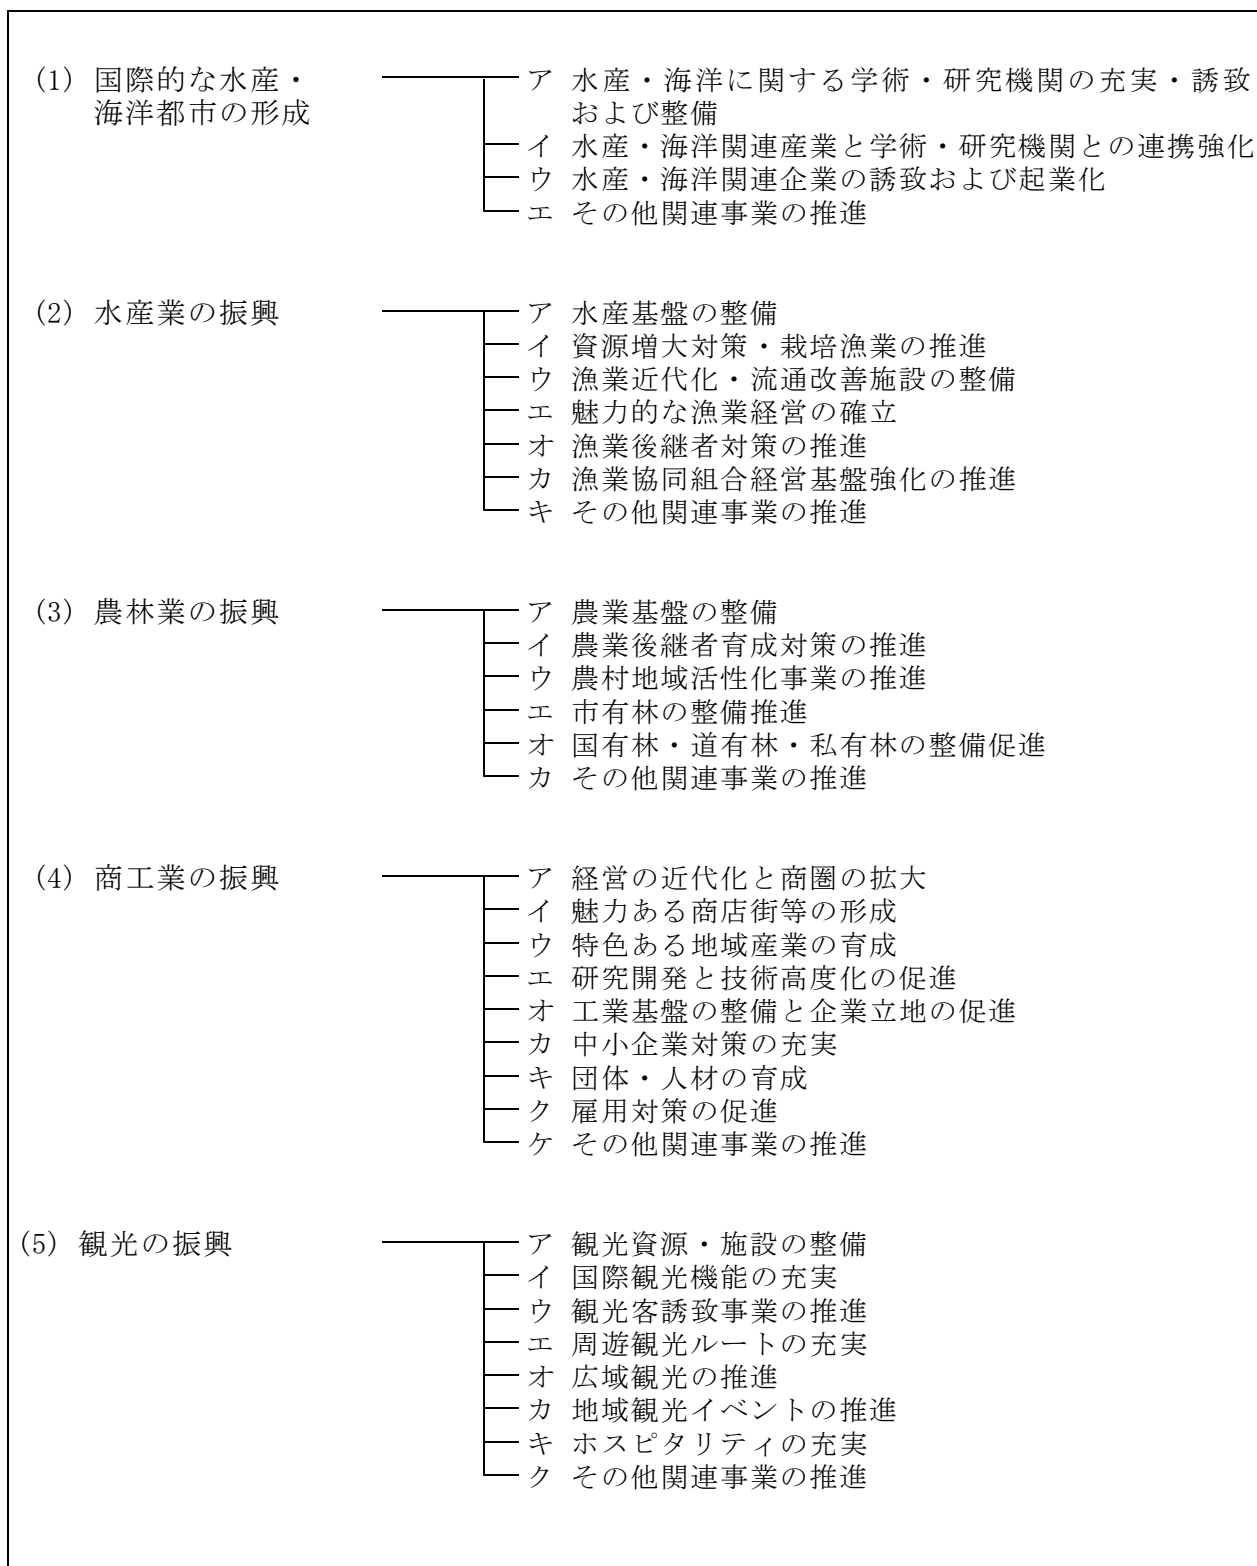 (1) 国際的な水産・
海洋都市の形成
ア 水産・海洋に関する学術・研究機関の充実・誘致
および整備
イ 水産・海洋関連産業と学術・研究機関との連携強化
ウ 水産・海洋関連企業の誘致および起業化
エ その他関連事業の推進
(2) 水産業の振興
ア 水産基盤の整備
イ 資源増大対策・栽培漁業の推進
ウ 漁業近代化・流通改善施設の整備
エ 魅力的な漁業経営の確立
オ 漁業後継者対策の推進
カ 漁業協同組合経営基盤強化の推進
キ その他関連事業の推進
(3) 農林業の振興
ア 農業基盤の整備
イ 農業後継者育成対策の推進
ウ 農村地域活性化事業の推進
エ 市有林の整備推進
オ 国有林・道有林・私有林の整備促進
カ その他関連事業の推進
(4) 商工業の振興
ア 経営の近代化と商圏の拡大
イ 魅力ある商店街等の形成
ウ 特色ある地域産業の育成
エ 研究開発と技術高度化の促進
オ 工業基盤の整備と企業立地の促進
カ 中小企業対策の充実
キ 団体・人材の育成
ク 雇用対策の促進
ケ その他関連事業の推進
(5) 観光の振興
ア 観光資源・施設の整備
イ 国際観光機能の充実
ウ 観光客誘致事業の推進
エ 周遊観光ルートの充実
オ 広域観光の推進
カ 地域観光イベントの推進
キ ホスピタリティの充実
ク その他関連事業の推進